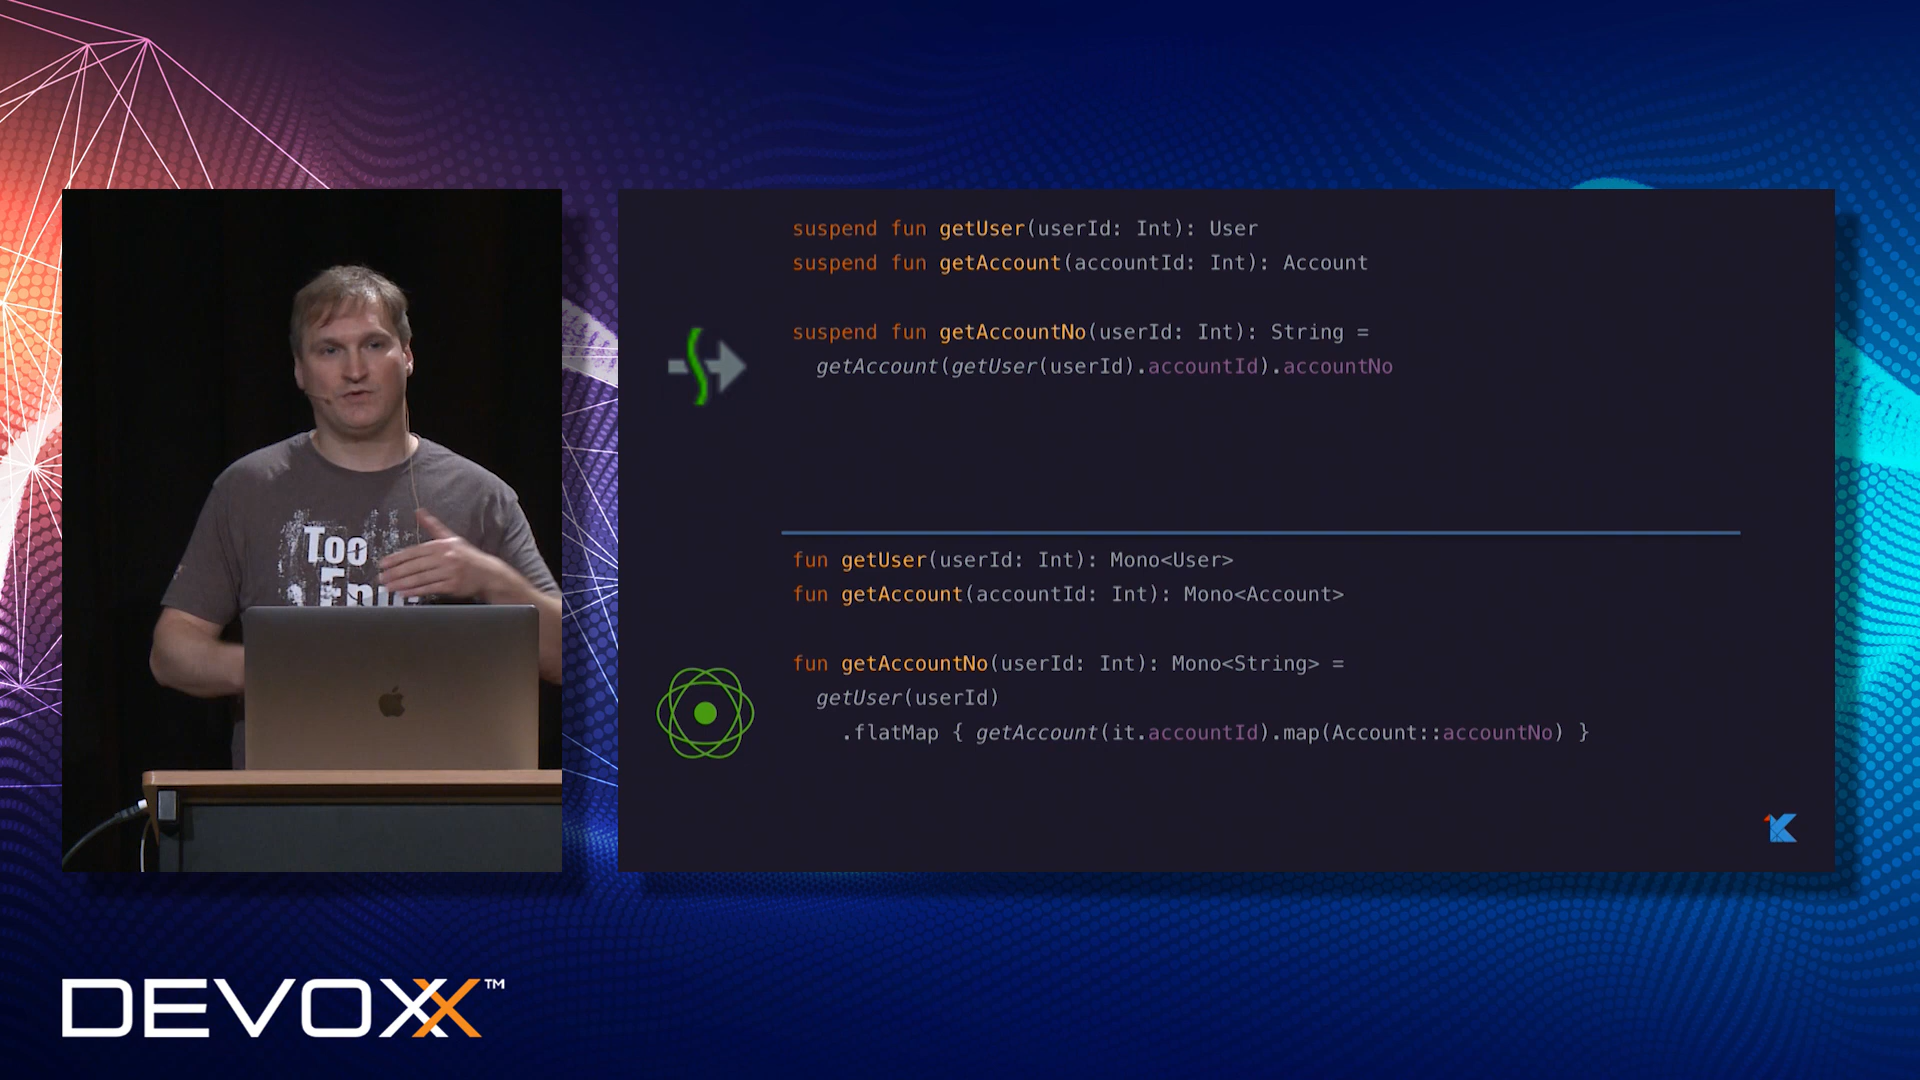 suspend fun getUser(userId: Int): User
suspend fun getAccount(accountId: Int): Account
suspend fun getAccountNo(userId: Int): String =
getAccount(getUser(userId).accountId).accountNo
fun getUser(userId: Int): Mono<User>
fun getAccount(accountId: Int): Mono<Account>
fun getAccountNo(userId: Int): Mono<String> =
getUser(userId)
.flatMap { getAccount(it.accountId).map(Account::accountNo) }
Too
DEVOXX™